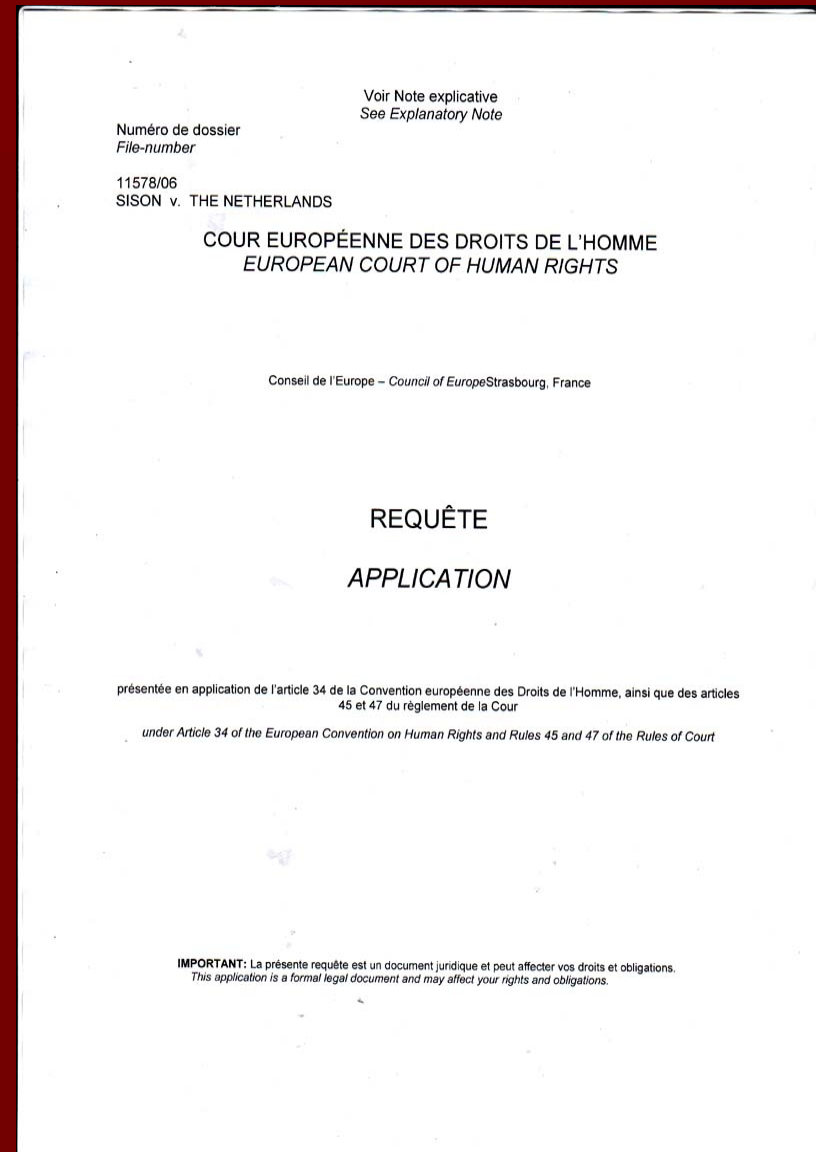 Voir Note explicative
See Explanatory Note
Numéro de dossier
File-number
11578/06
SISON v. THE NETHERLANDS
COUR EUROPÉENNE DES DROITS DE L'HOMME
EUROPEAN COURT OF HUMAN RIGHTS
Conseil de l'Europe – Council of EuropeStrasbourg, France
REQUÊTE
APPLICATION
présentée en application de l'article 34 de la Convention européenne des Droits de l'Homme, ainsi que des articles
45 et 47 du règlement de la Cour
under Article 34 of the European Convention on Human Rights and Rules 45 and 47 of the Rules of Court
IMPORTANT: La présente requête est un document juridique et peut affecter vos droits et obligations.
This application is a formal legal document and may affect your rights and obligations.